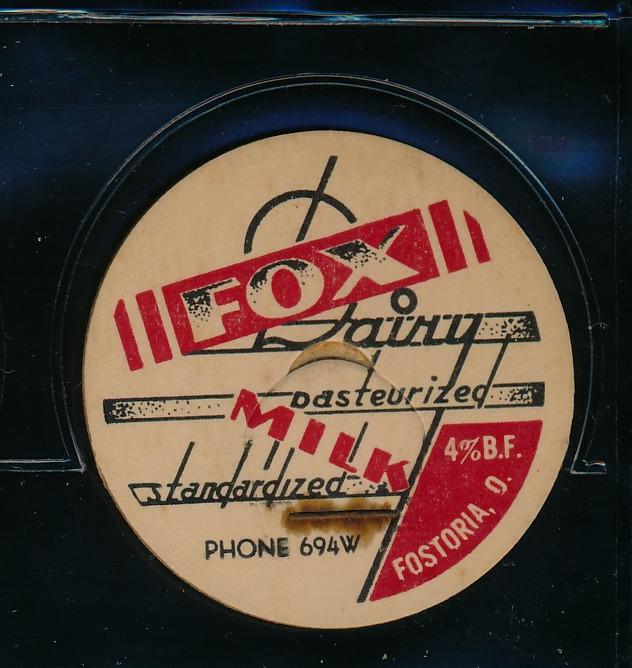 FOX
Dairy
pasteurized
MILK
4% B.F.
standardized
FOSTORIA, O.
PHONE 694W